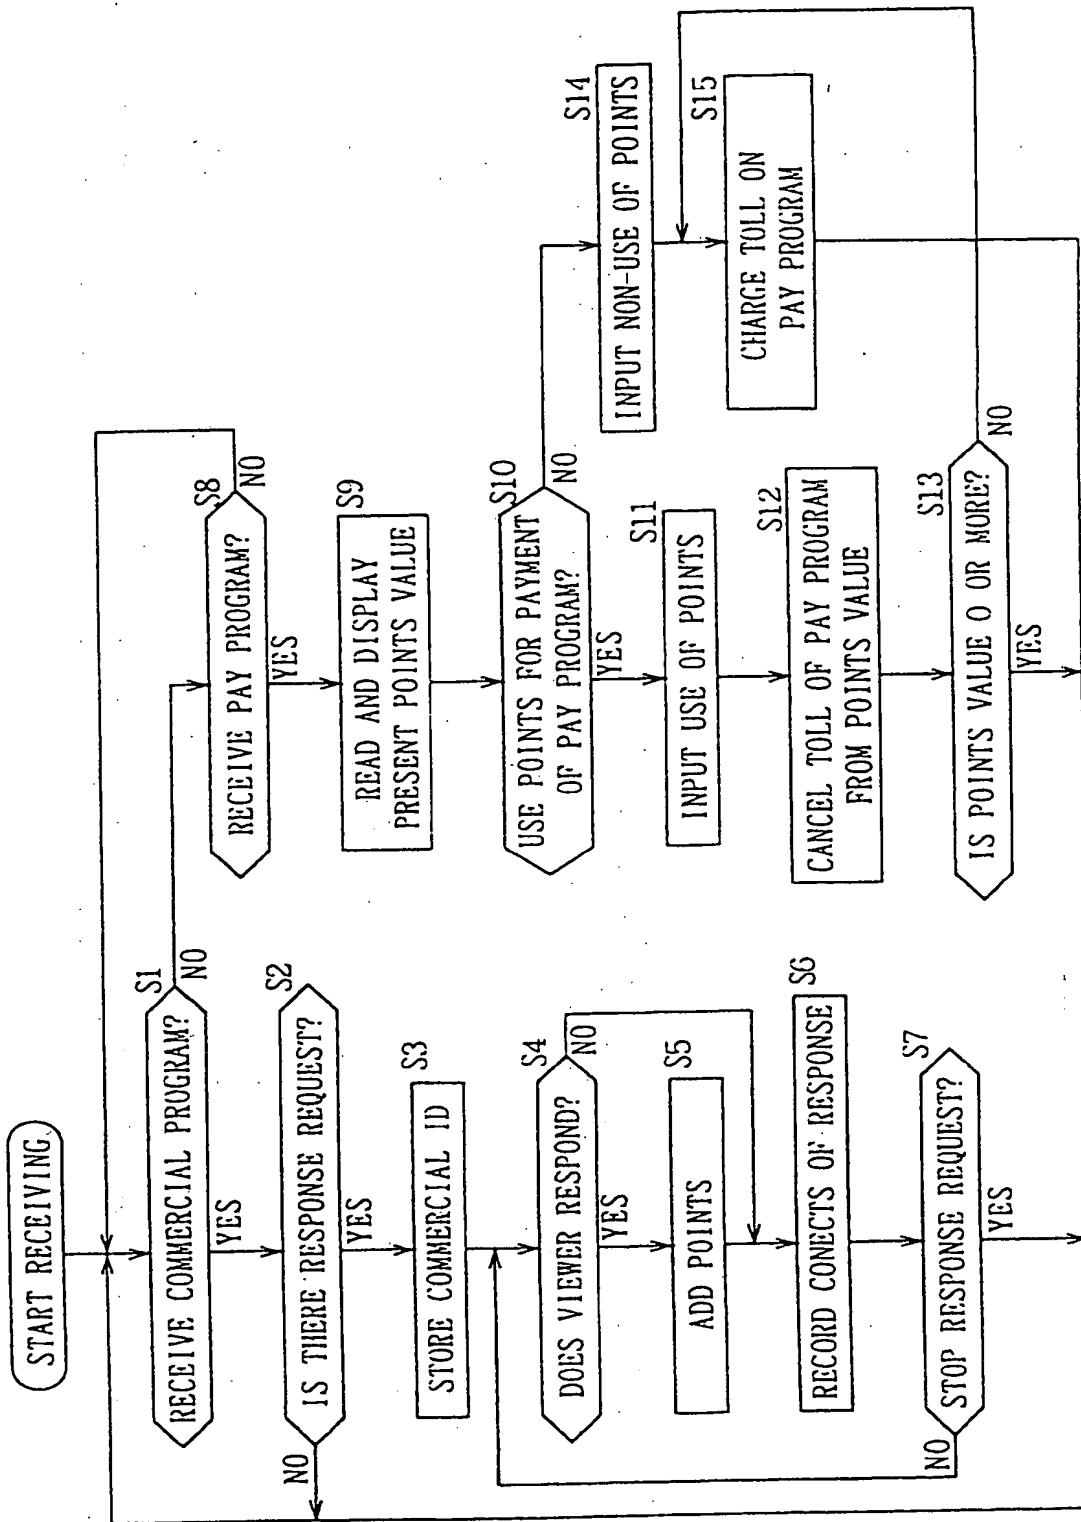 START RECEIVING
S1
RECEIVE COMMERCIAL PROGRAM?
NO
YES
S2
IS THERE RESPONSE REQUEST?
NO
YES
S3
STORE COMMERCIAL ID
S4
DOES VIEWER RESPOND?
NO
YES
S5
ADD POINTS
S6
RECORD CONECTS OF RESPONSE
S7
STOP RESPONSE REQUEST?
NO
YES
S8
RECEIVE PAY PROGRAM?
NO
YES
S9
READ AND DISPLAY
PRESENT POINTS VALUE
S10
USE POINTS FOR PAYMENT
OF PAY PROGRAM?
NO
YES
S11
INPUT USE OF POINTS
S12
CANCEL TOLL OF PAY PROGRAM
FROM POINTS VALUE
S13
IS POINTS VALUE 0 OR MORE?
NO
YES
S14
INPUT NON-USE OF POINTS
S15
CHARGE TOLL ON
PAY PROGRAM